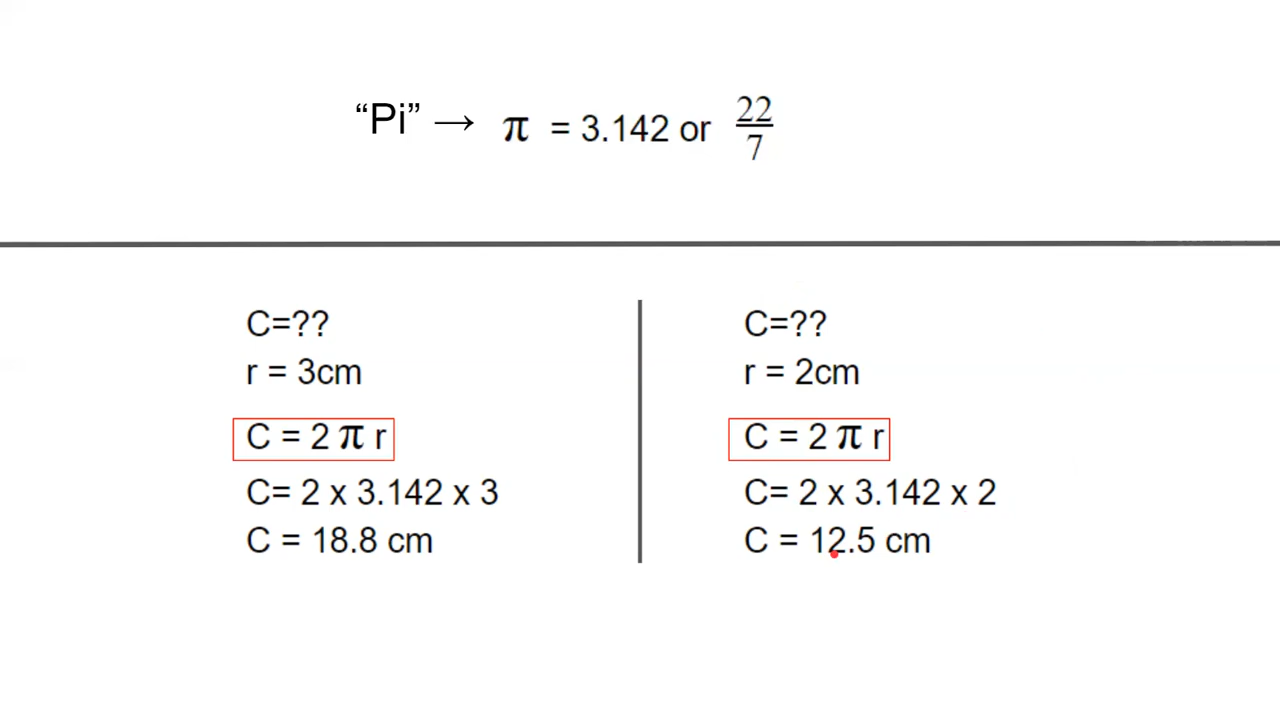 “Pi” → π = 3.142 or 22/7
C=??
r = 3cm
C = 2 π r
C= 2 x 3.142 x 3
C = 18.8 cm
C=??
r = 2cm
C = 2 π r
C= 2 x 3.142 x 2
C = 12.5 cm